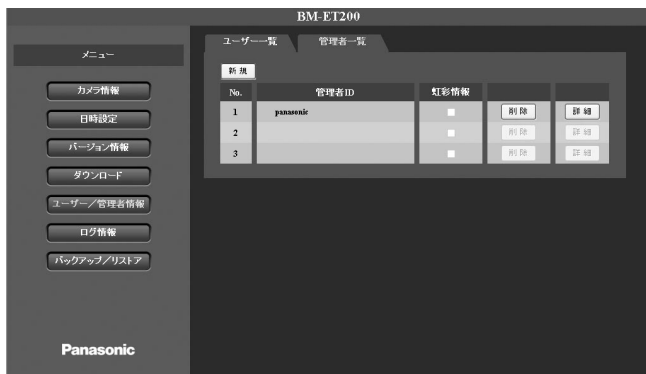 BM-ET200
メニュー
カメラ情報
日時設定
バージョン情報
ダウンロード
ユーザー／管理者情報
ログ情報
バックアップ／リストア
Panasonic
ユーザー一覧 管理者一覧
新規
No. 管理者ID 虹彩情報
1 panasonic 削除 詳細
2 削除 詳細
3 削除 詳細